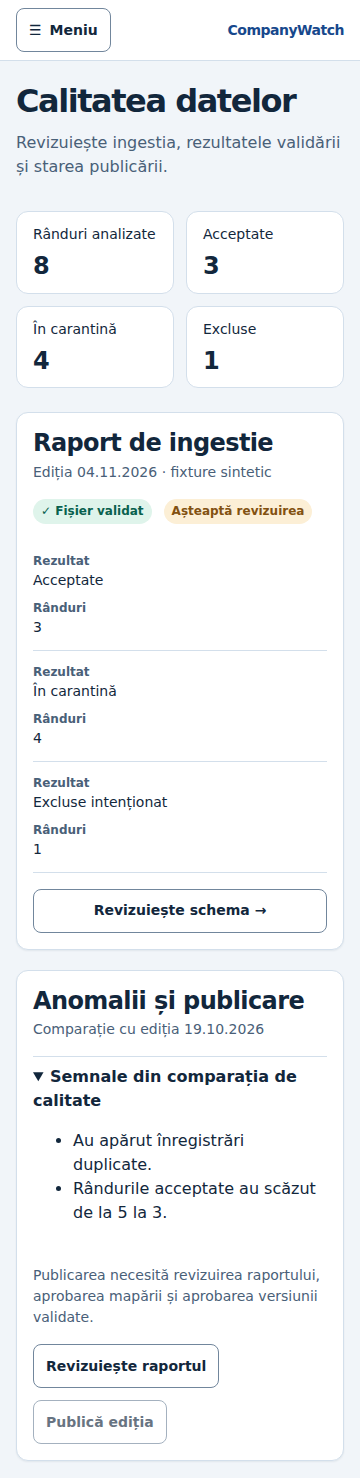 ☰ Meniu
CompanyWatch
Calitatea datelor
Revizuiește ingestia, rezultatele validării
și starea publicării.
Rânduri analizate
8
Acceptate
3
În carantină
4
Excluse
1
Raport de ingestie
Ediția 04.11.2026 · fixture sintetic
✓ Fișier validat
Așteaptă revizuirea
Rezultat
Acceptate
Rânduri
3
Rezultat
În carantină
Rânduri
4
Rezultat
Excluse intenționat
Rânduri
1
Revizuiește schema →
Anomalii și publicare
Comparație cu ediția 19.10.2026
▼ Semnale din comparația de
calitate
• Au apărut înregistrări
duplicate.
• Rândurile acceptate au scăzut
de la 5 la 3.
Publicarea necesită revizuirea raportului,
aprobarea mapării și aprobarea versiunii
validate.
Revizuiește raportul
Publică ediția